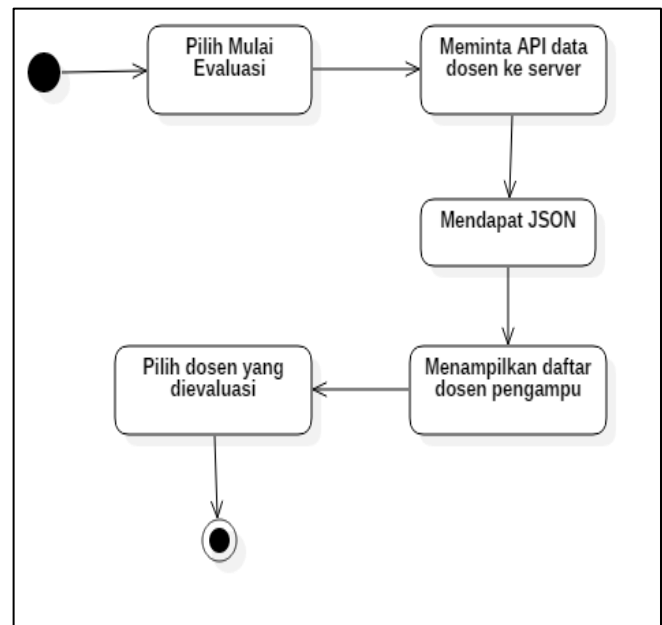 Pilih Mulai
Evaluasi
Meminta API data
dosen ke server
Mendapat JSON
Menampilkan daftar
dosen pengampu
Pilih dosen yang
dievaluasi